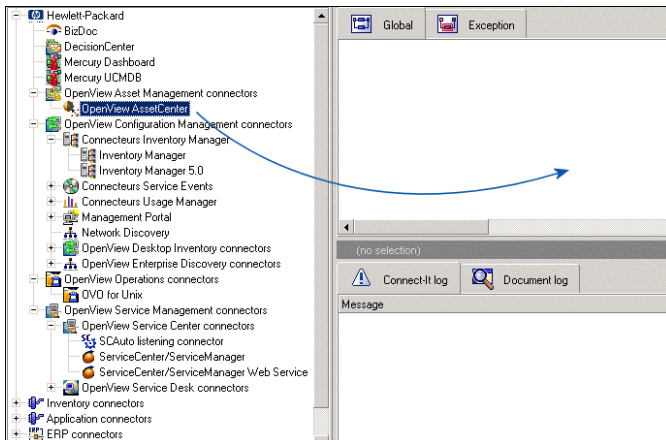 Hewlett-Packard
BizDoc
DecisionCenter
Mercury Dashboard
Mercury UCMDB
OpenView Asset Management connectors
OpenView AssetCenter
OpenView Configuration Management connectors
Connecteurs Inventory Manager
Inventory Manager
Inventory Manager 5.0
Connecteurs Service Events
Connecteurs Usage Manager
Management Portal
Network Discovery
OpenView Desktop Inventory connectors
OpenView Enterprise Discovery connectors
OpenView Operations connectors
OVO for Unix
OpenView Service Management connectors
OpenView Service Center connectors
SCAuto listening connector
ServiceCenter/ServiceManager
ServiceCenter/ServiceManager Web Service
OpenView Service Desk connectors
Inventory connectors
Application connectors
ERP connectors
Global Exception
(no selection)
Connect-It log Document log
Message